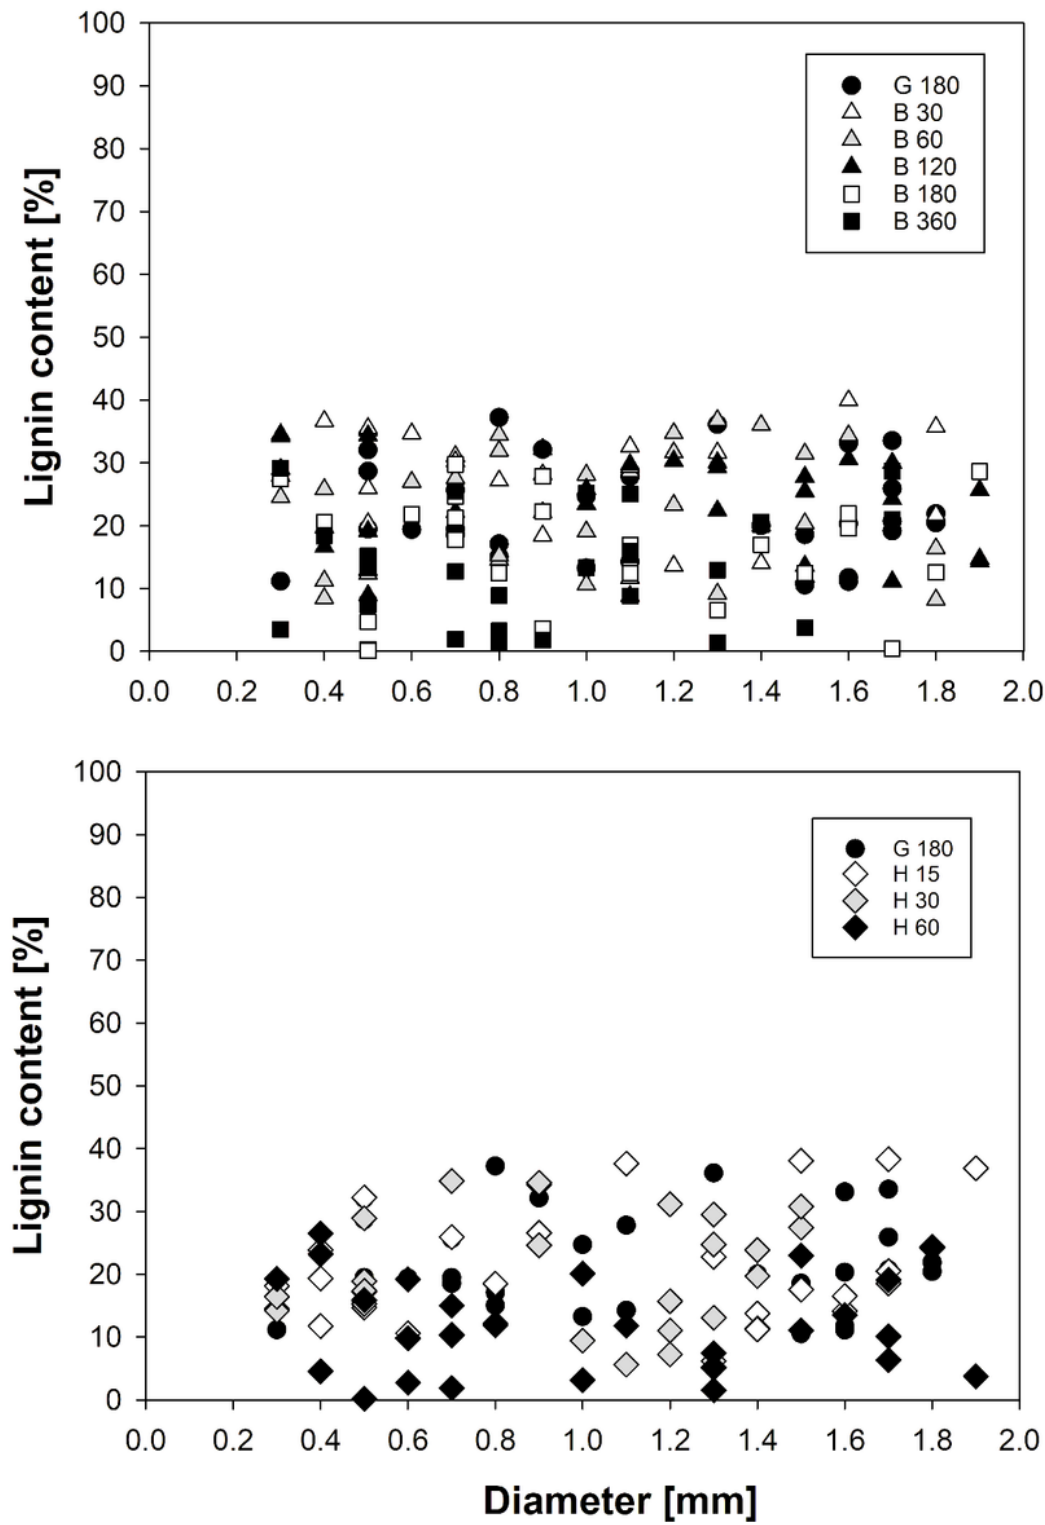 100
90
80
70
60
50
40
30
20
10
0
Lignin content [%]
G 180
B 30
B 60
B 120
B 180
B 360
0.0 0.2 0.4 0.6 0.8 1.0 1.2 1.4 1.6 1.8 2.0
100
90
80
70
60
50
40
30
20
10
0
Lignin content [%]
G 180
H 15
H 30
H 60
0.0 0.2 0.4 0.6 0.8 1.0 1.2 1.4 1.6 1.8 2.0
Diameter [mm]